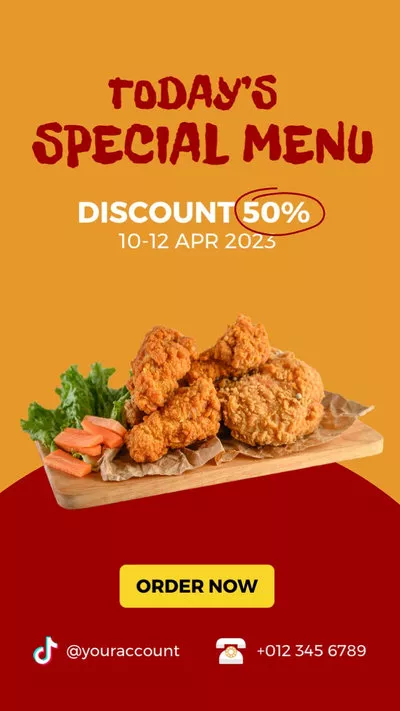 TODAY'S
SPECIAL MENU
DISCOUNT 50%
10-12 APR 2023
ORDER NOW
@youraccount
+012 345 6789